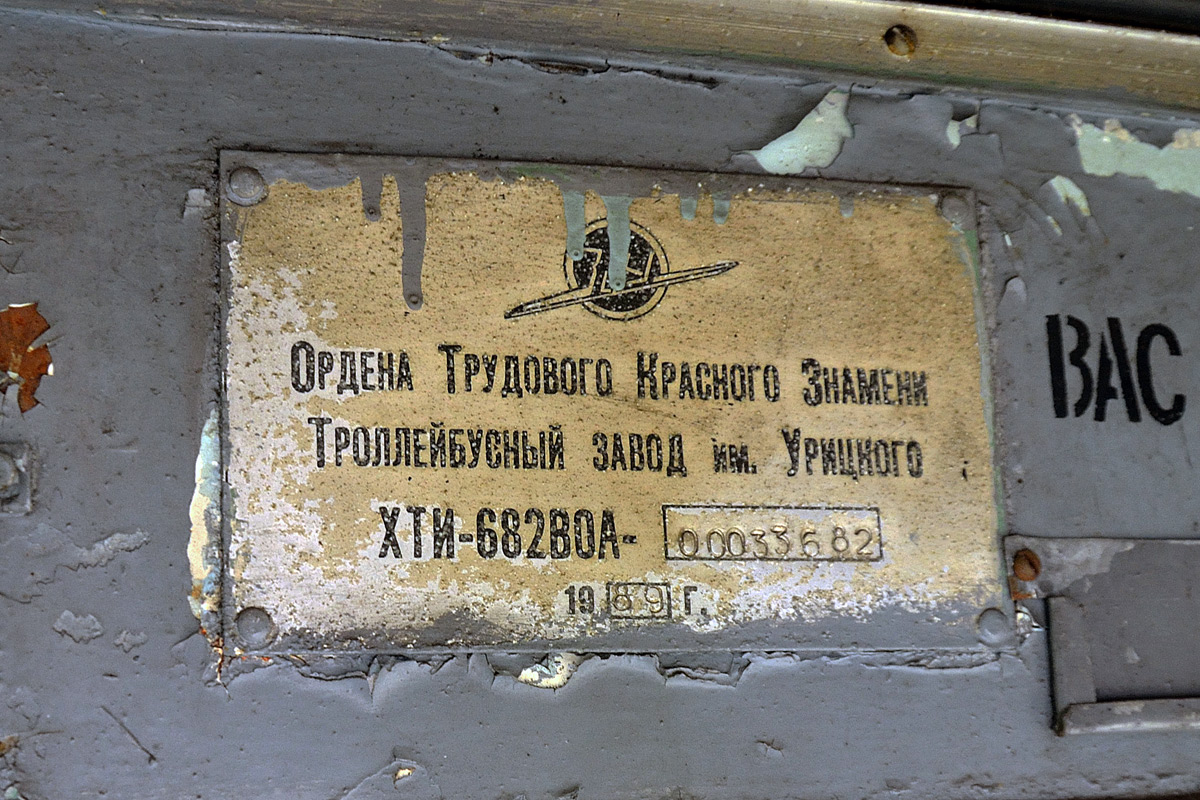 Ордена Трудового Красного Знамени
Троллейбусный завод им. Урицкого
ХТИ-682В0А- 00033682
1989 г.
ВАС